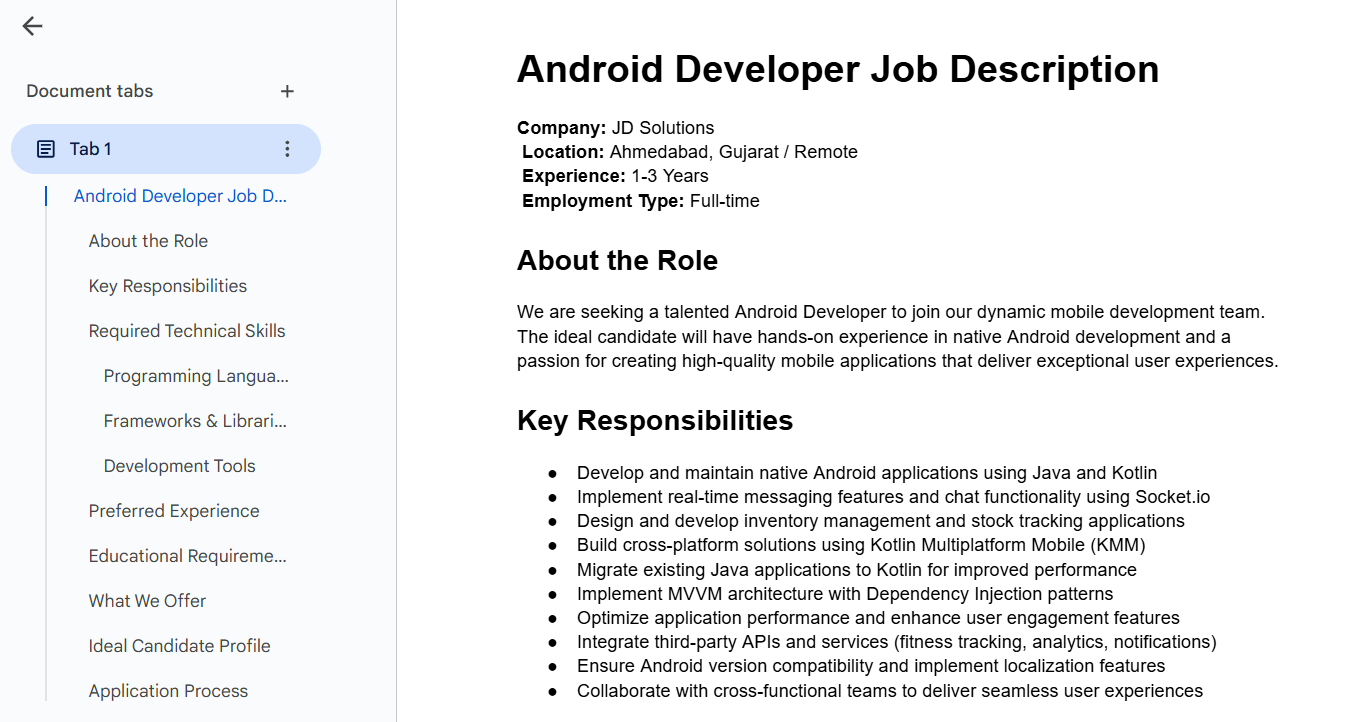 Document tabs
Tab 1
Android Developer Job D...
About the Role
Key Responsibilities
Required Technical Skills
Programming Langua...
Frameworks & Librari...
Development Tools
Preferred Experience
Educational Requireme...
What We Offer
Ideal Candidate Profile
Application Process
Android Developer Job Description
Company: JD Solutions
Location: Ahmedabad, Gujarat / Remote
Experience: 1-3 Years
Employment Type: Full-time
About the Role
We are seeking a talented Android Developer to join our dynamic mobile development team.
The ideal candidate will have hands-on experience in native Android development and a
passion for creating high-quality mobile applications that deliver exceptional user experiences.
Key Responsibilities
● Develop and maintain native Android applications using Java and Kotlin
● Implement real-time messaging features and chat functionality using Socket.io
● Design and develop inventory management and stock tracking applications
● Build cross-platform solutions using Kotlin Multiplatform Mobile (KMM)
● Migrate existing Java applications to Kotlin for improved performance
● Implement MVVM architecture with Dependency Injection patterns
● Optimize application performance and enhance user engagement features
● Integrate third-party APIs and services (fitness tracking, analytics, notifications)
● Ensure Android version compatibility and implement localization features
● Collaborate with cross-functional teams to deliver seamless user experiences